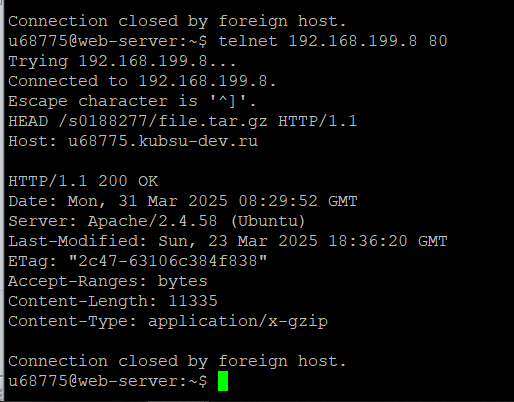 Connection closed by foreign host.
u68775@web-server:~$ telnet 192.168.199.8 80
Trying 192.168.199.8...
Connected to 192.168.199.8.
Escape character is '^]'.
HEAD /s0188277/file.tar.gz HTTP/1.1
Host: u68775.kubsu-dev.ru

HTTP/1.1 200 OK
Date: Mon, 31 Mar 2025 08:29:52 GMT
Server: Apache/2.4.58 (Ubuntu)
Last-Modified: Sun, 23 Mar 2025 18:36:20 GMT
ETag: "2c47-63106c384f838"
Accept-Ranges: bytes
Content-Length: 11335
Content-Type: application/x-gzip

Connection closed by foreign host.
u68775@web-server:~$